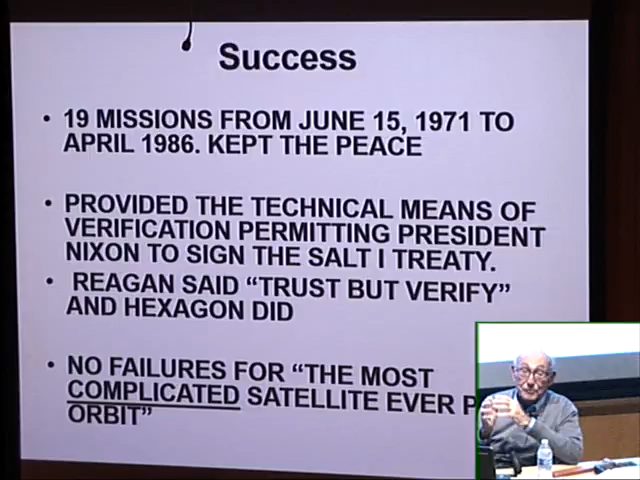 Success
• 19 MISSIONS FROM JUNE 15, 1971 TO
APRIL 1986. KEPT THE PEACE
• PROVIDED THE TECHNICAL MEANS OF
VERIFICATION PERMITTING PRESIDENT
NIXON TO SIGN THE SALT I TREATY.
• REAGAN SAID “TRUST BUT VERIFY”
AND HEXAGON DID
• NO FAILURES FOR “THE MOST
COMPLICATED SATELLITE EVER P
ORBIT”